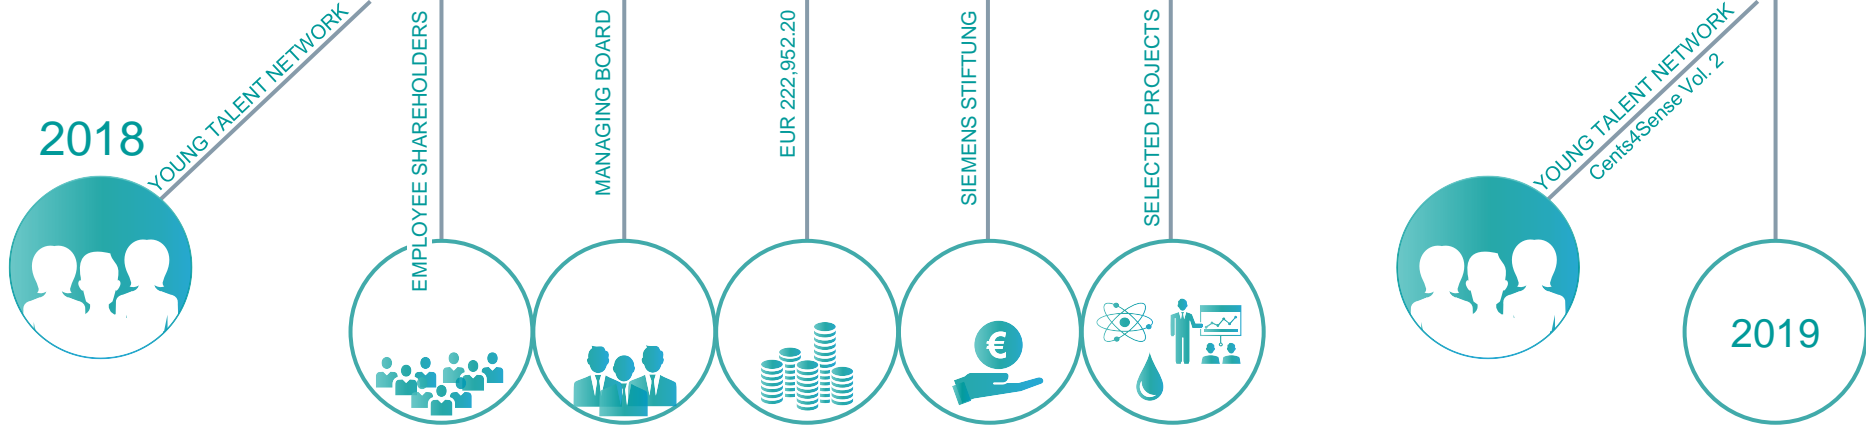 2018
YOUNG TALENT NETWORK
EMPLOYEE SHAREHOLDERS
MANAGING BOARD
EUR 222,952.20
SIEMENS STIFTUNG
SELECTED PROJECTS
YOUNG TALENT NETWORK
Cents4Sense Vol. 2
€
2019